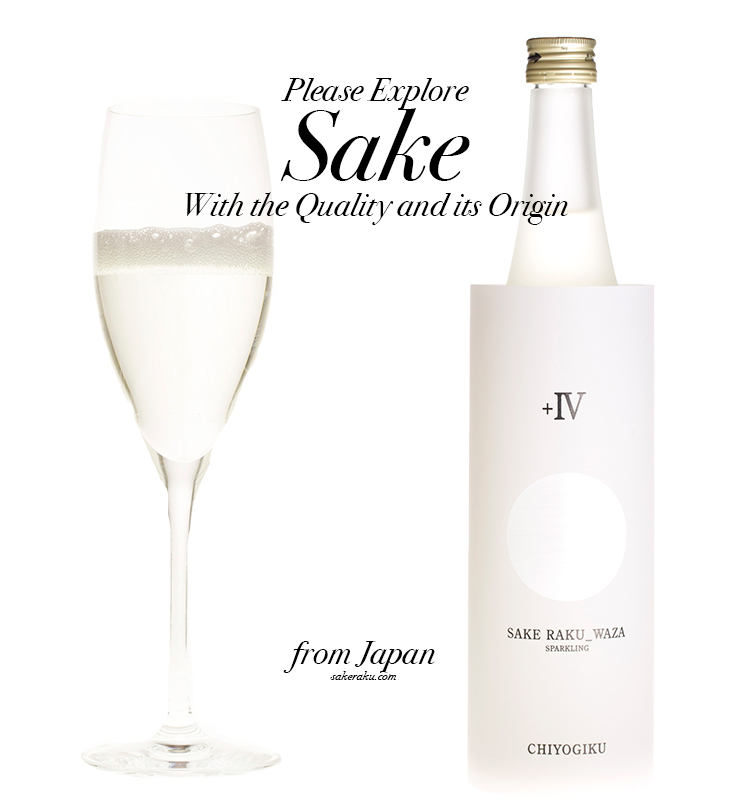 Please Explore
Sake
With the Quality and its Origin
+IV
SAKE RAKU_WAZA
SPARKLING
from Japan
sakeraku.com
CHIYOGIKU